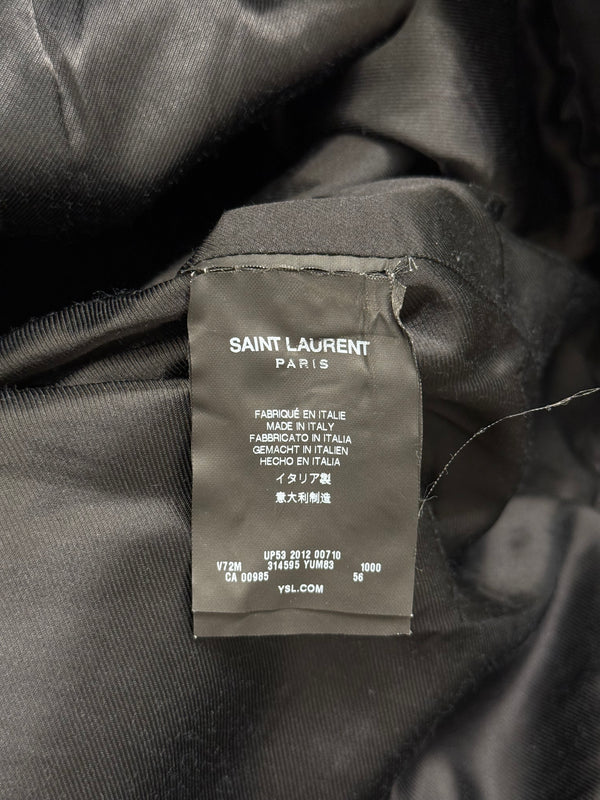 SAINT LAURENT
PARIS
FABRIQUÉ EN ITALIE
MADE IN ITALY
FABBRICATO IN ITALIA
GEMACHT IN ITALIEN
HECHO EN ITALIA
イタリア製
意大利制造
UP53 2012 00710
V72M 314595 YUM83 1000
CA 00985 56
YSL.COM